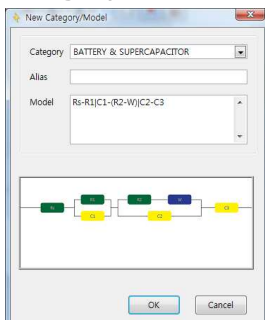 New Category/Model
Category BATTERY & SUPERCAPACITOR
Alias
Model Rs-R1|C1-(R2-W)|C2-C3
Rs R1 R2 W
C1 C2 C3
OK Cancel